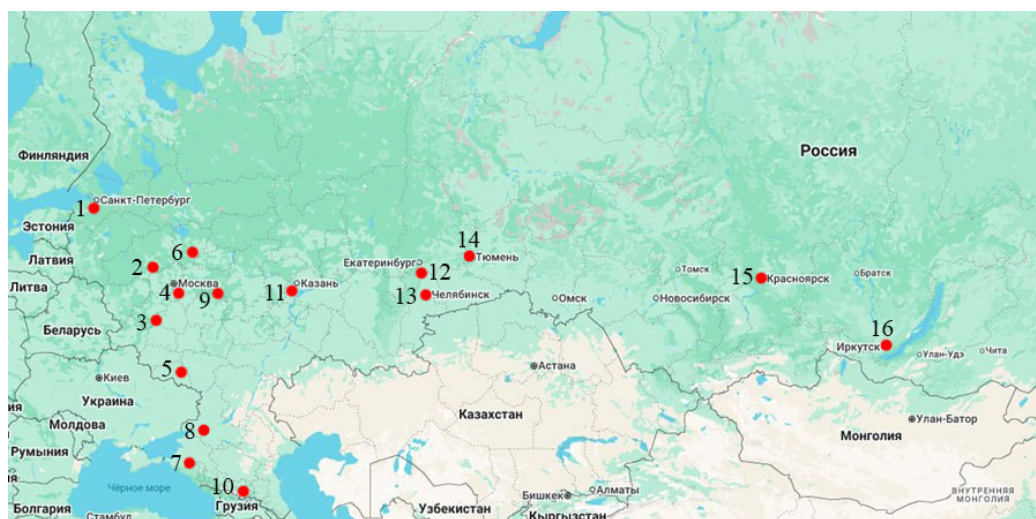 Финляндия
Россия
1
Санкт-Петербург
Эстония
Латвия
6
14
2
Екатеринбург
Тюмень
12
Томск
15
Красноярск
Братск
Литва
Москва
4
9
11
Казань
13
Челябинск
Омск
Новосибирск
Беларусь
3
16
Иркутск
Улан-Удэ
Чита
5
Киев
Астана
Украина
Казахстан
Улан-Батор
Молдова
8
Монголия
Румыния
7
Чёрное море
10
Грузия
Бишкек
Алматы
ВНУТРЕННЯЯ
МОНГОЛИЯ
Болгария
Стамбул
Узбекистан
Кыргызстан